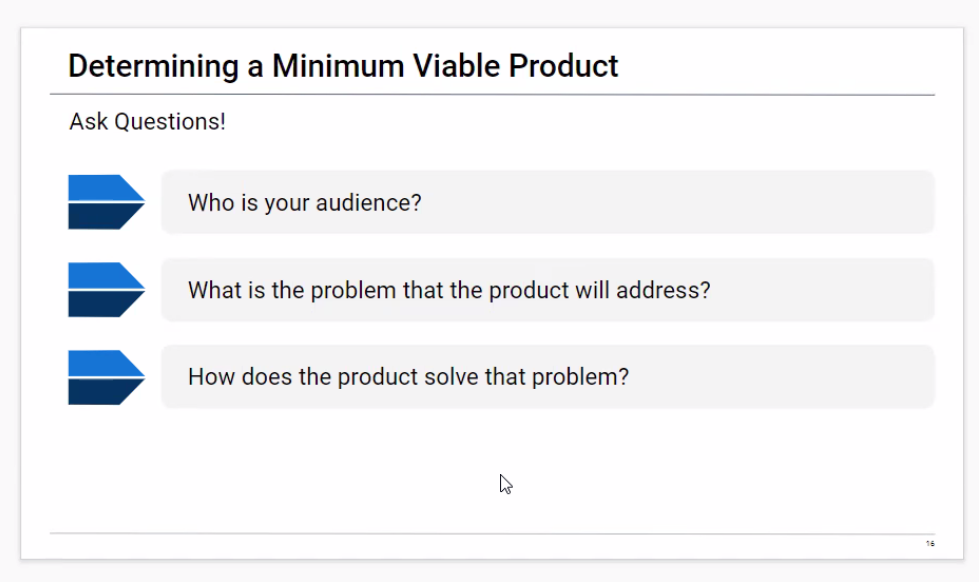 Determining a Minimum Viable Product
Ask Questions!
Who is your audience?
What is the problem that the product will address?
How does the product solve that problem?
16